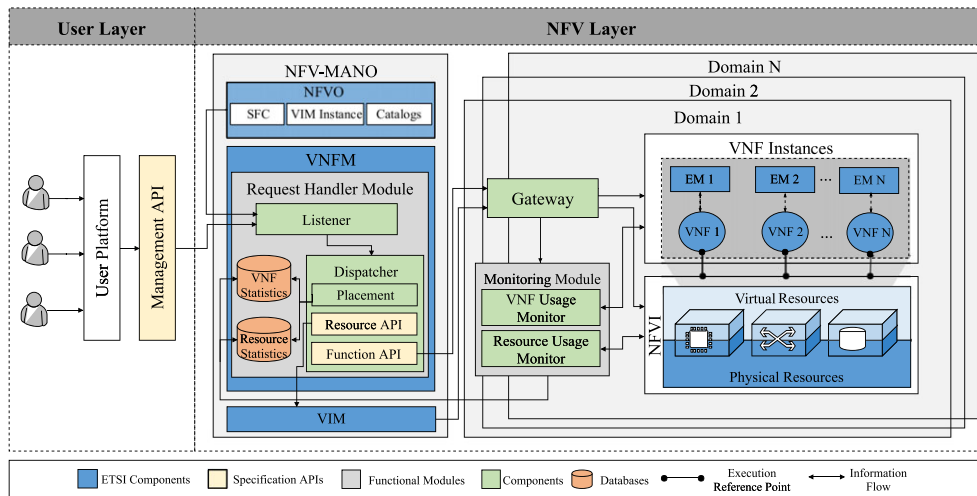 User Layer
NFV Layer
User Platform
Management API
NFV-MANO
NFVO
SFC
VIM Instance
Catalogs
VNFM
Request Handler Module
Listener
VNF
Statistics
Resource
Statistics
Dispatcher
Placement
Resource API
Function API
VIM
Domain N
Domain 2
Domain 1
Gateway
Monitoring Module
VNF Usage
Monitor
Resource Usage
Monitor
VNF Instances
EM 1
EM 2
...
EM N
VNF 1
VNF 2
...
VNF N
NFVI
Virtual Resources
Physical Resources
ETSI Components
Specification APIs
Functional Modules
Components
Databases
Execution
Reference Point
Information
Flow